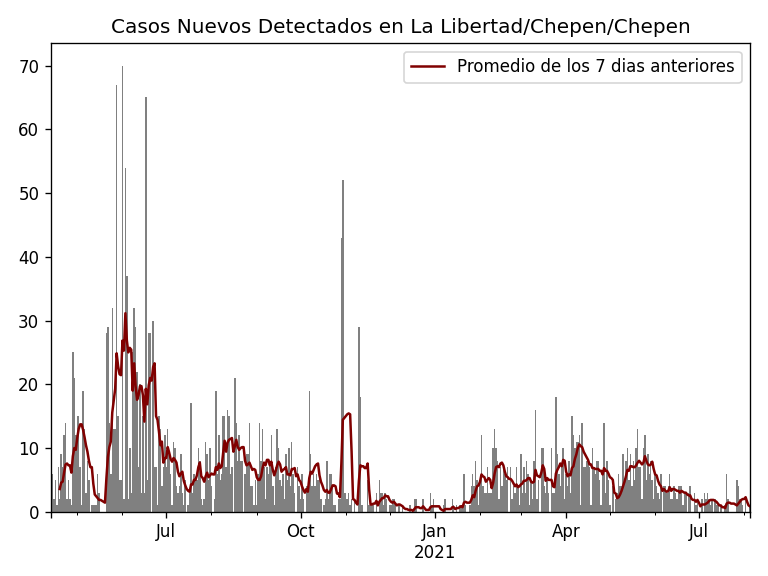 Casos Nuevos Detectados en La Libertad/Chepen/Chepen
Promedio de los 7 dias anteriores
70
60
50
40
30
20
10
0
Jul
Oct
Jan
Apr
Jul
2021